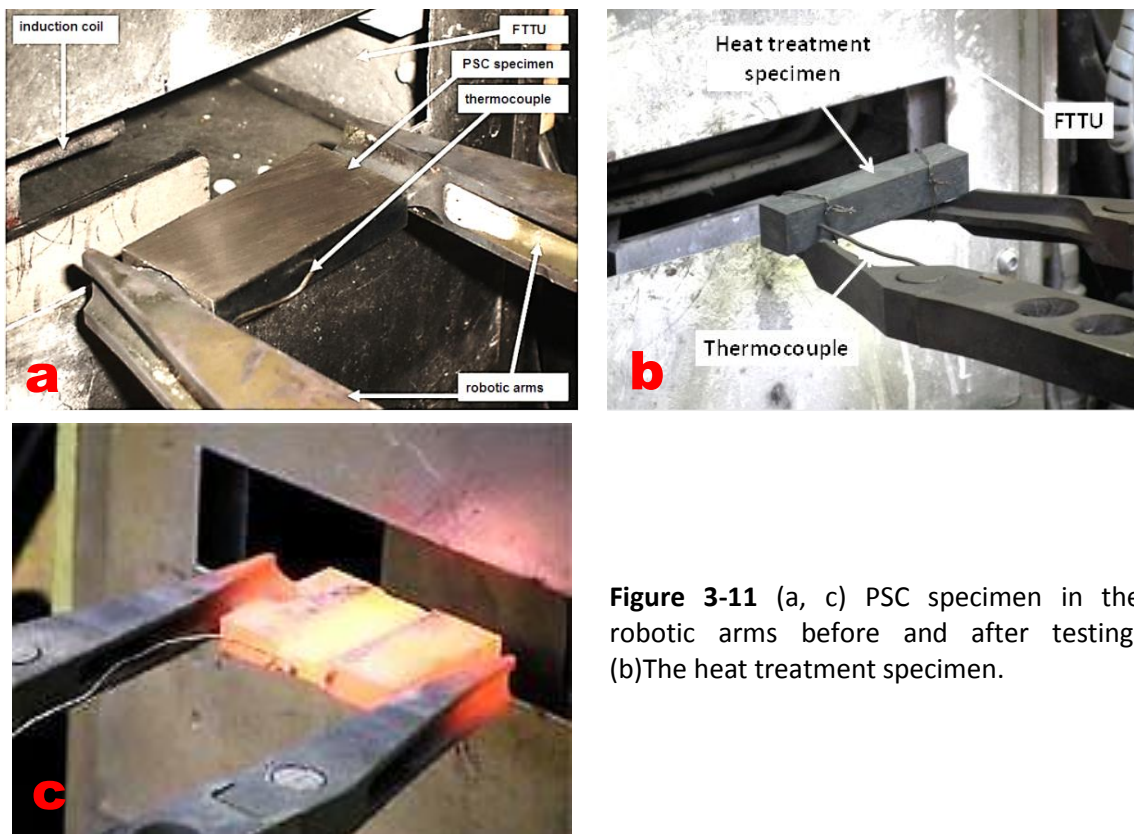 induction coil
FTTU
PSC specimen
thermocouple
robotic arms
a
Heat treatment
specimen
FTTU
Thermocouple
b
c
Figure 3-11 (a, c) PSC specimen in the
robotic arms before and after testing
(b)The heat treatment specimen.